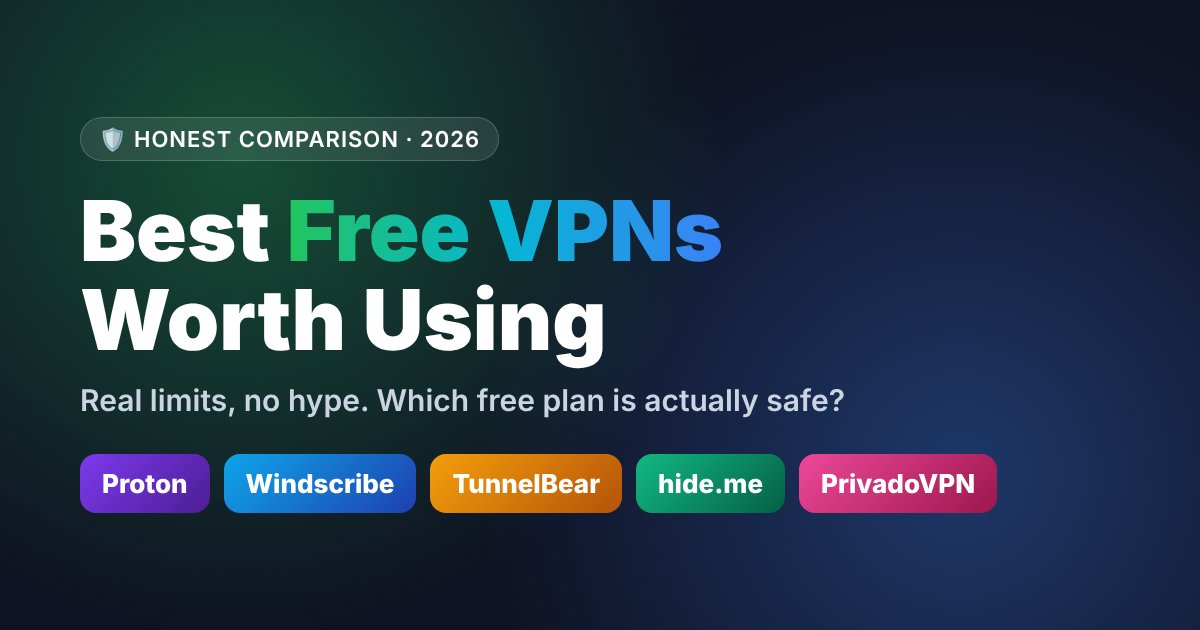 🛡️ HONEST COMPARISON · 2026
Best Free VPNs
Worth Using
Real limits, no hype. Which free plan is actually safe?
Proton Windscribe TunnelBear hide.me PrivadoVPN